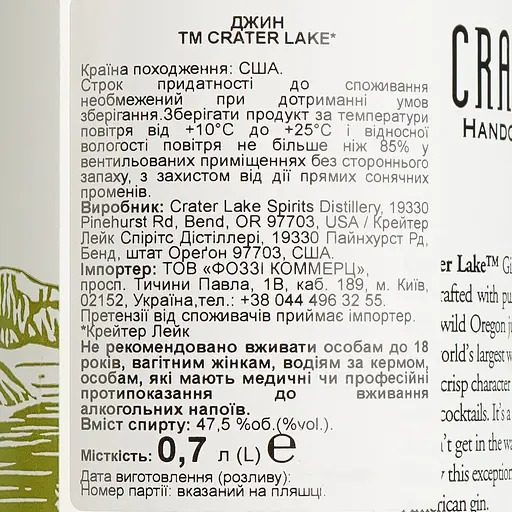 ДЖИН
ТМ CRATER LAKE*
Країна походження: США.
Строк придатності до споживання
необмежений при дотриманні умов
зберігання.Зберігати продукт за температури
повітря від +10°С до +25°С і відносної
вологості повітря не більше ніж 85% у
вентильованих приміщеннях без стороннього
запаху, з захистом від дії прямих сонячних
променів.
Виробник: Crater Lake Spirits Distillery, 19330
Pinehurst Rd, Bend, OR 97703, USA / Крейтер
Лейк Спірітс Дістіллері, 19330 Пайнхурст Рд,
Бенд, штат Ореґон 97703, США.
Імпортер: ТОВ «ФОЗЗІ КОММЕРЦ»,
просп. Тичини Павла, 1В, каб. 189, м. Київ,
02152, Україна,тел.: +38 044 496 32 55.
Претензії від споживачів приймає імпортер.
*Крейтер Лейк
Не рекомендовано вживати особам до 18
років, вагітним жінкам, водіям за кермом,
особам, які мають медичні чи професійні
протипоказання до вживання
алкогольних напоїв.
Вміст спирту: 47,5 %об.(%vol.).
Місткість: 0,7 л (L) e
Дата виготовлення (розливу):
Номер партії: вказаний на пляшці.
CRA
HANDC
er Lake™ Gi
rafted with pu
wild Oregon ju
orld's largest w
crisp character
cocktails. It's a
't get in the wa
y this exception
merican gin.